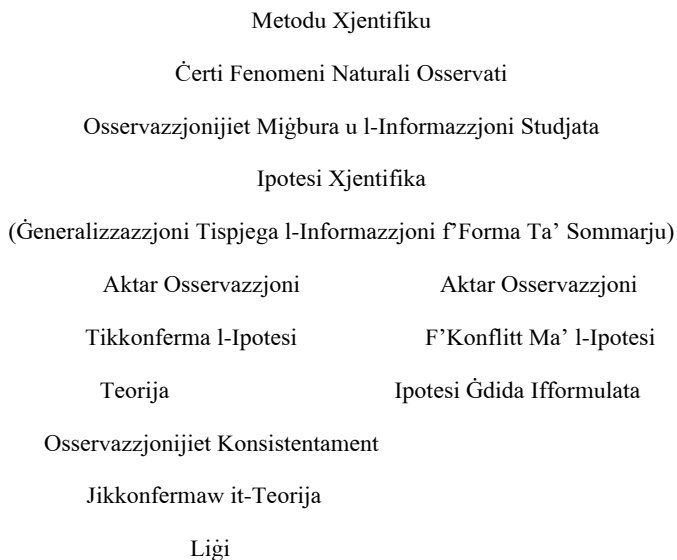 Metodu Xjentifiku
Ċerti Fenomeni Naturali Osservati
Osservazzjonijiet Miġbura u l-Informazzjoni Studjata
Ipotesi Xjentifika
(Ġeneralizzazzjoni Tispjega l-Informazzjoni f’Forma Ta’ Sommarju)
Aktar Osservazzjoni Aktar Osservazzjoni
Tikkonferma l-Ipotesi F’Konflitt Ma’ l-Ipotesi
Teorija Ipotesi Ġdida Ifformulata
Osservazzjonijiet Konsistentament
Jikkonfermaw it-Teorija
Liġi